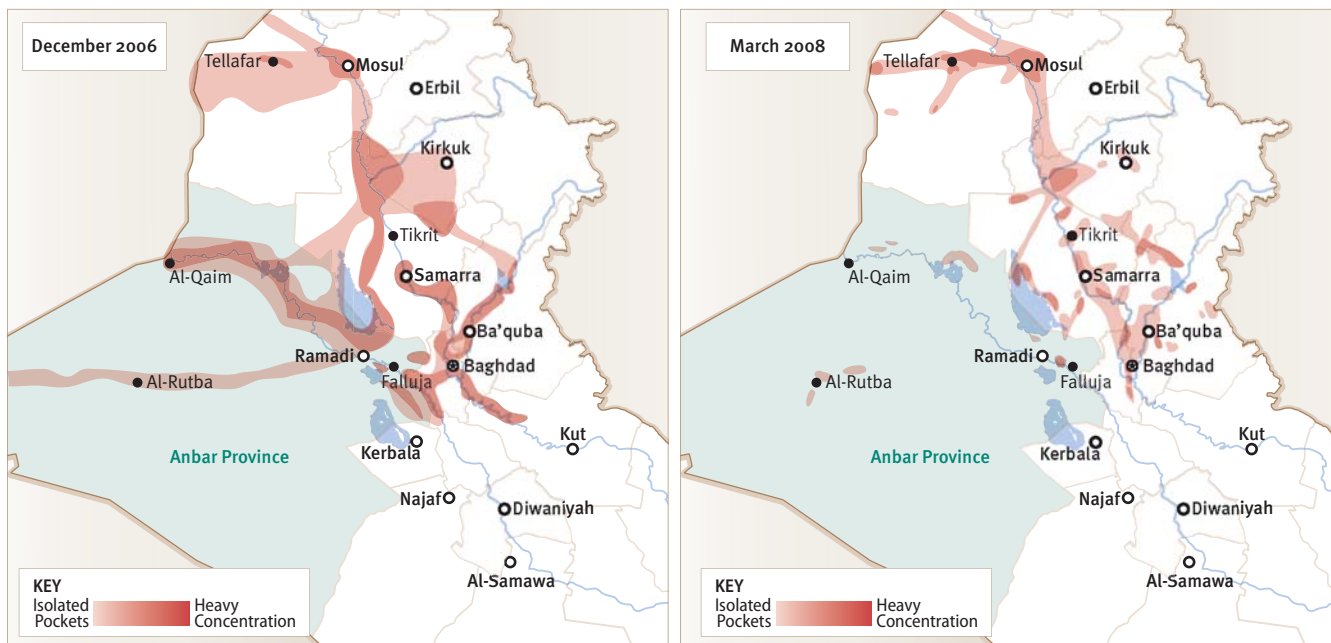 December 2006
Tellafar
Mosul
Erbil
Kirkuk
Tikrit
Al-Qaim
Samarra
Ba'quba
Ramadi
Baghdad
Falluja
Al-Rutba
Anbar Province
Kerbala
Kut
Najaf
Diwaniyah
Al-Samawa
KEY
Isolated
Pockets
Heavy
Concentration
March 2008
Tellafar
Mosul
Erbil
Kirkuk
Tikrit
Al-Qaim
Samarra
Ba'quba
Ramadi
Baghdad
Falluja
Al-Rutba
Anbar Province
Kerbala
Kut
Najaf
Diwaniyah
Al-Samawa
KEY
Isolated
Pockets
Heavy
Concentration